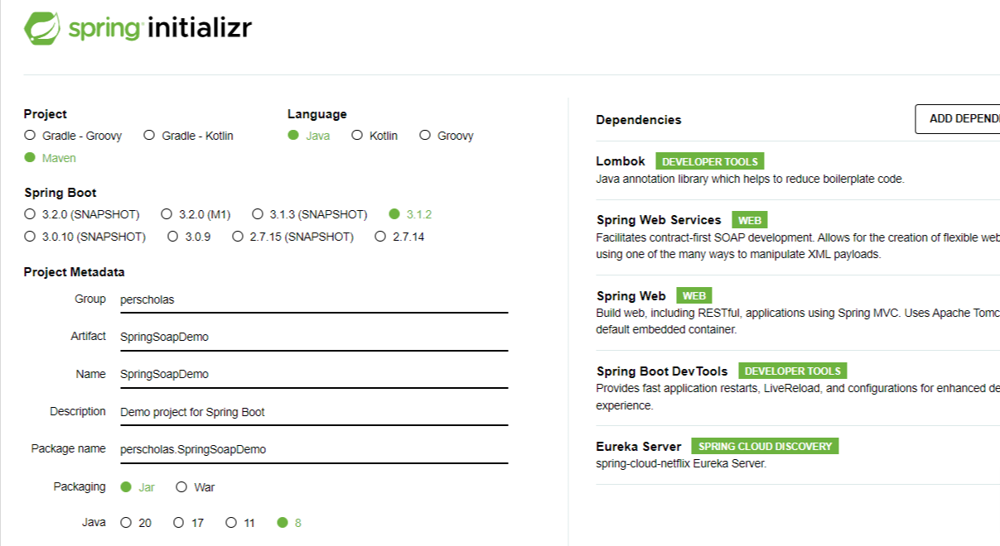 spring initializr
Project
Gradle - Groovy Gradle - Kotlin
Maven
Language
Java Kotlin Groovy
Spring Boot
3.2.0 (SNAPSHOT) 3.2.0 (M1) 3.1.3 (SNAPSHOT) 3.1.2
3.0.10 (SNAPSHOT) 3.0.9 2.7.15 (SNAPSHOT) 2.7.14
Project Metadata
Group perscholas
Artifact SpringSoapDemo
Name SpringSoapDemo
Description Demo project for Spring Boot
Package name perscholas.SpringSoapDemo
Packaging Jar War
Java 20 17 11 8
Dependencies
ADD DEPEND
Lombok DEVELOPER TOOLS
Java annotation library which helps to reduce boilerplate code.
Spring Web Services WEB
Facilitates contract-first SOAP development. Allows for the creation of flexible web
using one of the many ways to manipulate XML payloads.
Spring Web WEB
Build web, including RESTful, applications using Spring MVC. Uses Apache Tomc
default embedded container.
Spring Boot DevTools DEVELOPER TOOLS
Provides fast application restarts, LiveReload, and configurations for enhanced de
experience.
Eureka Server SPRING CLOUD DISCOVERY
spring-cloud-netflix Eureka Server.